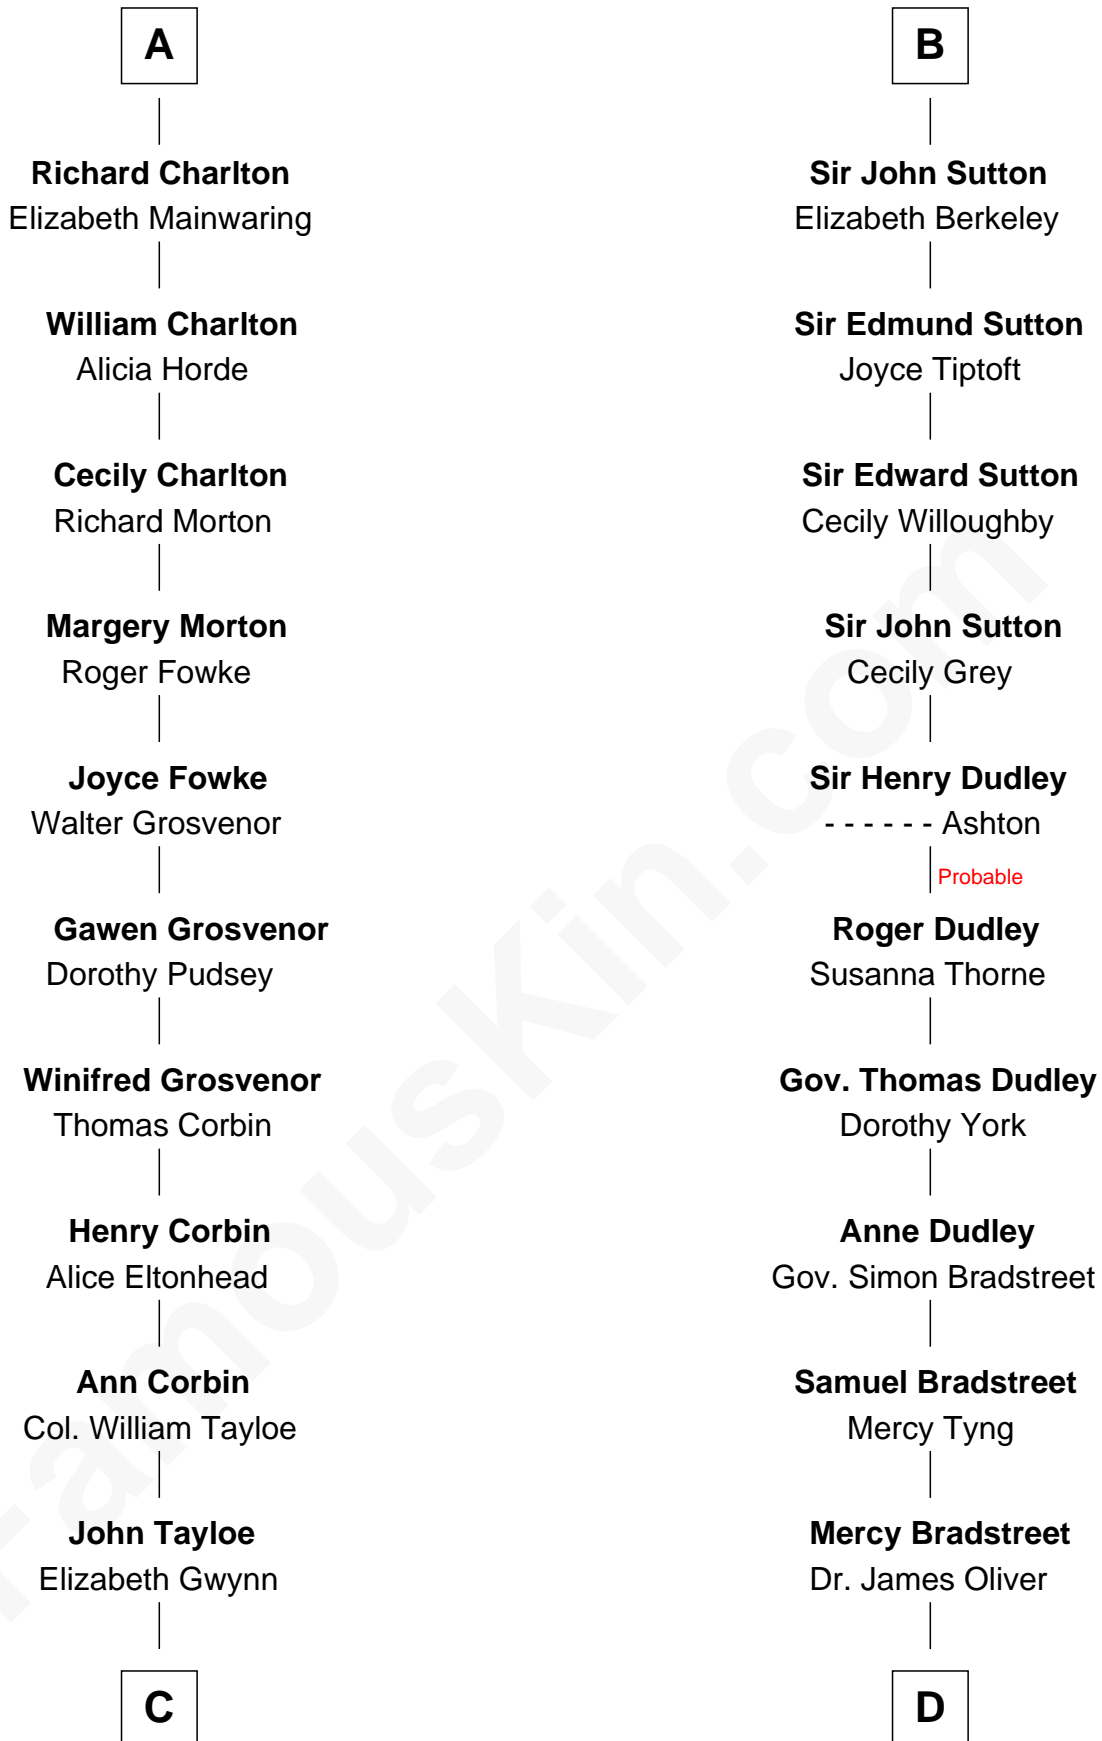 A
Richard Charlton
Elizabeth Mainwaring
William Charlton
Alicia Horde
Cecily Charlton
Richard Morton
Margery Morton
Roger Fowke
Joyce Fowke
Walter Grosvenor
Gawen Grosvenor
Dorothy Pudsey
Winifred Grosvenor
Thomas Corbin
Henry Corbin
Alice Eltonhead
Ann Corbin
Col. William Tayloe
John Tayloe
Elizabeth Gwynn
C
B
Sir John Sutton
Elizabeth Berkeley
Sir Edmund Sutton
Joyce Tiptoft
Sir Edward Sutton
Cecily Willoughby
Sir John Sutton
Cecily Grey
Sir Henry Dudley
- - - - - - Ashton
Probable
Roger Dudley
Susanna Thorne
Gov. Thomas Dudley
Dorothy York
Anne Dudley
Gov. Simon Bradstreet
Samuel Bradstreet
Mercy Tyng
Mercy Bradstreet
Dr. James Oliver
D
FamousKin.com